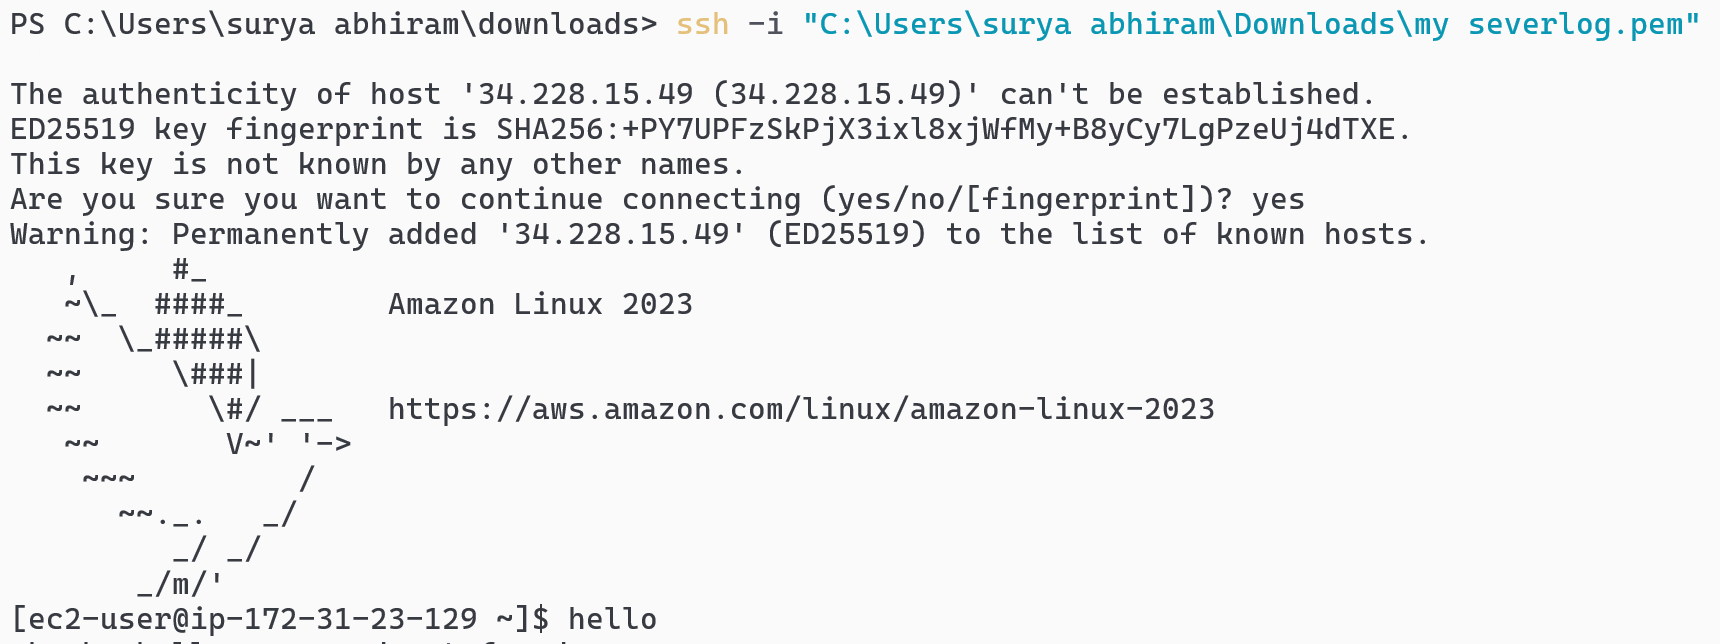 PS C:\Users\surya abhiram\downloads> ssh -i "C:\Users\surya abhiram\Downloads\my severlog.pem"
The authenticity of host '34.228.15.49 (34.228.15.49)' can't be established.
ED25519 key fingerprint is SHA256:+PY7UPFzSkPjX3ixl8xjWfMy+B8yCy7LgPzeUj4dTXE.
This key is not known by any other names.
Are you sure you want to continue connecting (yes/no/[fingerprint])? yes
Warning: Permanently added '34.228.15.49' (ED25519) to the list of known hosts.
   ,     #_
   ~\_  ####_        Amazon Linux 2023
  ~~  \_#####\
  ~~     \###|
  ~~       \#/ ___   https://aws.amazon.com/linux/amazon-linux-2023
   ~~       V~' '->
    ~~~         /
      ~~._.   _/
         _/ _/
       _/m/'
[ec2-user@ip-172-31-23-129 ~]$ hello